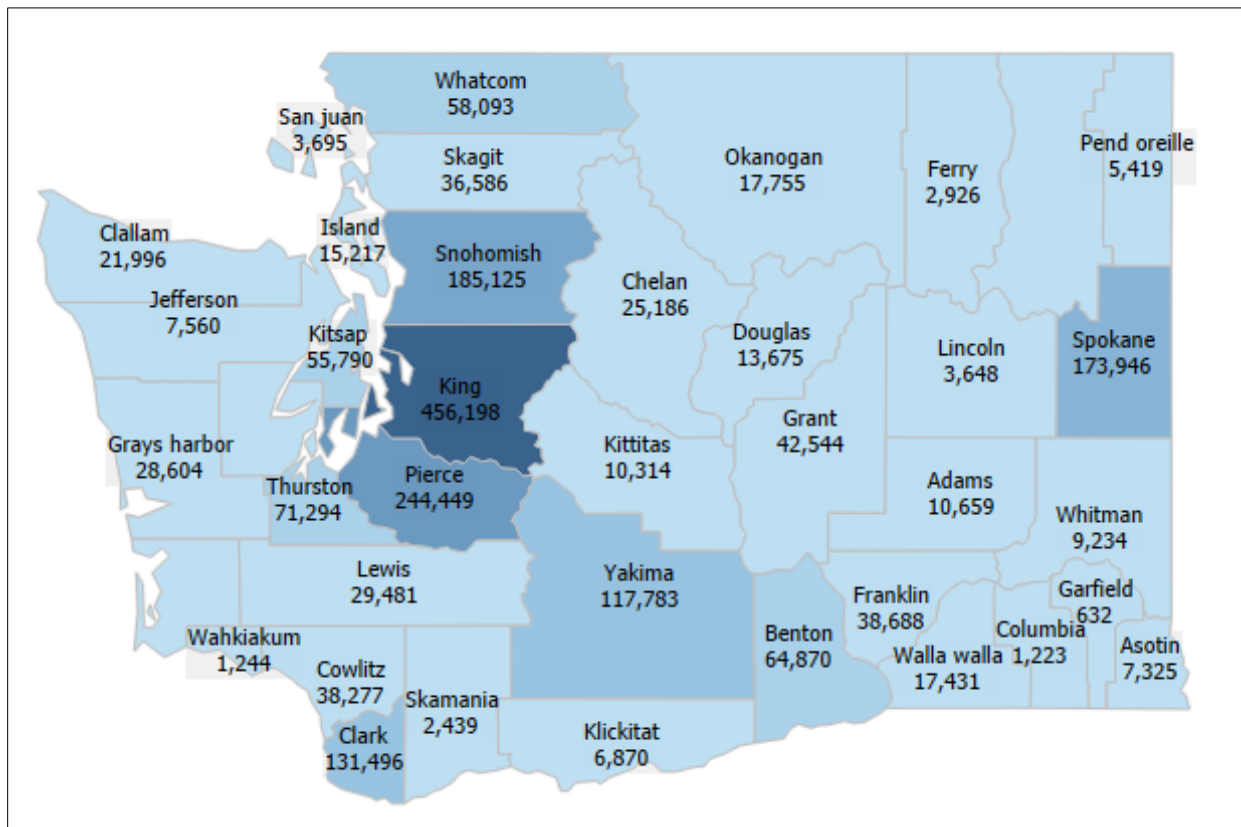 Whatcom
58,093
San juan
3,695
Skagit
36,586
Okanogan
17,755
Ferry
2,926
Pend oreille
5,419
Clallam
21,996
Island
15,217
Snohomish
185,125
Chelan
25,186
Jefferson
7,560
Kitsap
55,790
Douglas
13,675
Lincoln
3,648
Spokane
173,946
King
456,198
Grays harbor
28,604
Kittitas
10,314
Grant
42,544
Thurston
71,294
Pierce
244,449
Adams
10,659
Whitman
9,234
Lewis
29,481
Yakima
117,783
Franklin
38,688
Garfield
632
Wahkiakum
1,244
Benton
64,870
Columbia
1,223
Walla walla
17,431
Asotin
7,325
Cowlitz
38,277
Skamania
2,439
Clark
131,496
Klickitat
6,870